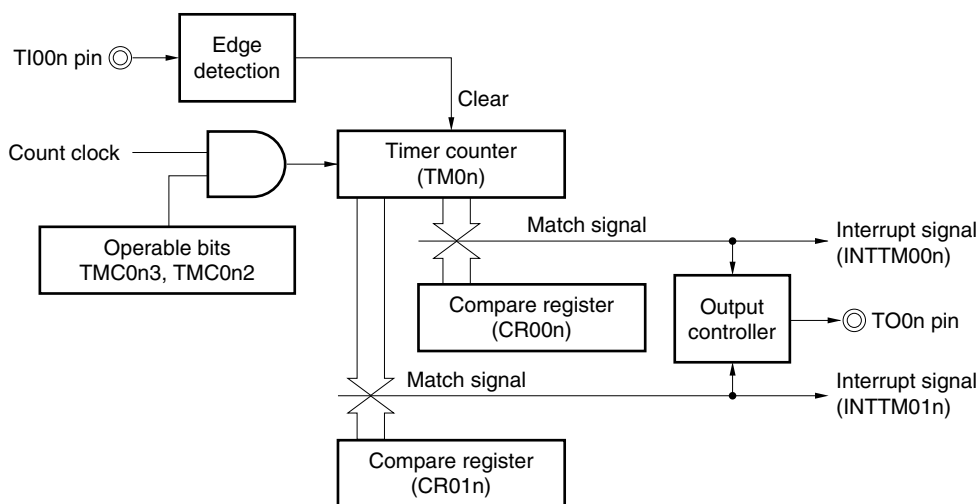 TI00n pin
Edge
detection
Clear
Count clock
Timer counter
(TM0n)
Operable bits
TMC0n3, TMC0n2
Match signal
Interrupt signal
(INTTM00n)
Compare register
(CR00n)
Output
controller
TO0n pin
Match signal
Interrupt signal
(INTTM01n)
Compare register
(CR01n)